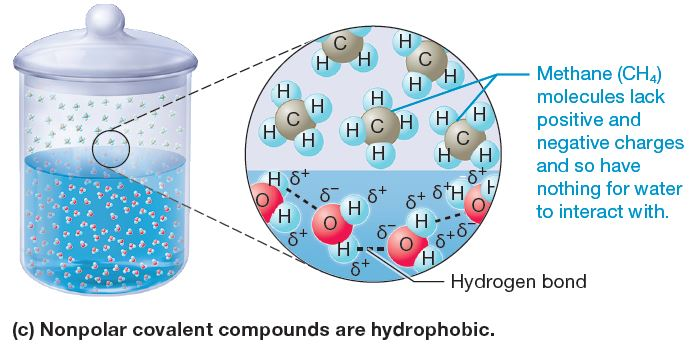 C
H
H
H
C
H
H
H
H
C
H
H
H
H
C
H
H
H
H
C
H
Methane (CH₄)
molecules lack
positive and
negative charges
and so have
nothing for water
to interact with.
δ+
δ+
O
H
δ+
δ−
δ+
O
H
H
δ+
δ−
δ+
δ+
H
O
H
δ+
δ−
H
H
O
Hydrogen bond
(c) Nonpolar covalent compounds are hydrophobic.